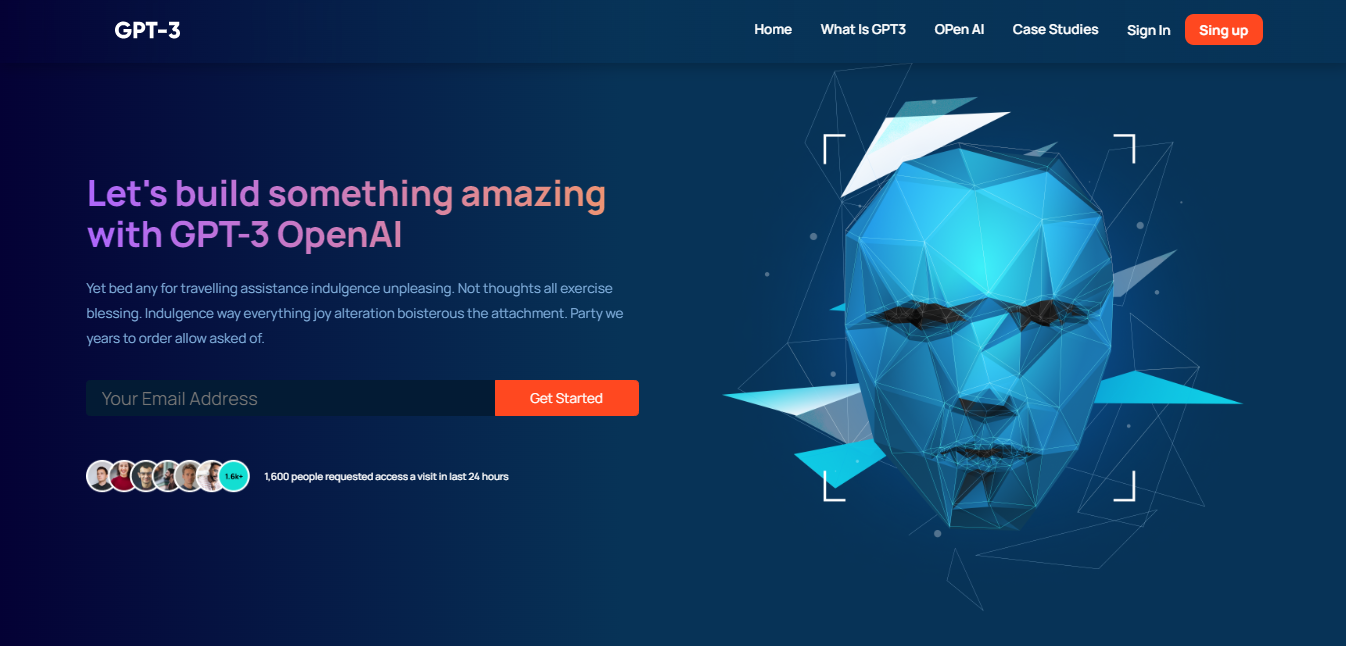 GPT-3
Home What Is GPT3 OPen AI Case Studies Sign In Sing up
Let's build something amazing
with GPT-3 OpenAI
Yet bed any for travelling assistance indulgence unpleasing. Not thoughts all exercise
blessing. Indulgence way everything joy alteration boisterous the attachment. Party we
years to order allow asked of.
Your Email Address Get Started
1.6k+ 1,600 people requested access a visit in last 24 hours